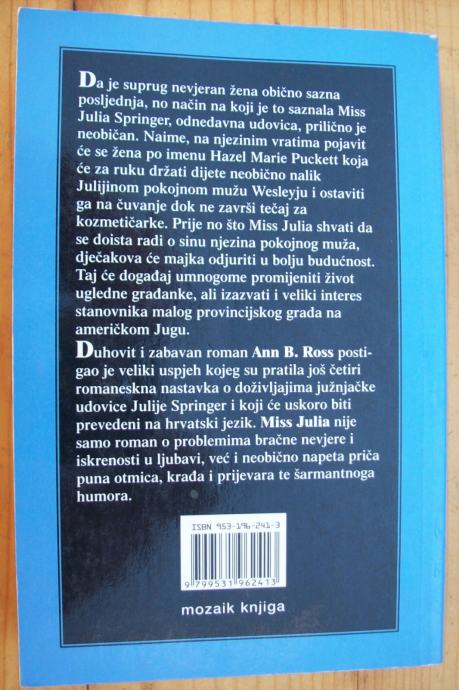 Da je suprug nevjeran žena obično sazna
posljednja, no način na koji je to saznala Miss
Julia Springer, odnedavna udovica, prilično je
neobičan. Naime, na njezinim vratima pojavit
će se žena po imenu Hazel Marie Puckett koja
će za ruku držati dijete neobično nalik
Julijinom pokojnom mužu Wesleyju i ostaviti
ga na čuvanje dok ne završi tečaj za
kozmetičarke. Prije no što Miss Julia shvati da
se doista radi o sinu njezina pokojnog muža,
dječakova će majka odjuriti u bolju budućnost.
Taj će događaj umnogome promijeniti život
ugledne građanke, ali izazvati i veliki interes
stanovnika malog provincijskog grada na
američkom Jugu.
Duhovit i zabavan roman Ann B. Ross posti-
gao je veliki uspjeh kojeg su pratila još četiri
romaneskna nastavka o doživljajima južnjačke
udovice Julije Springer i koji će uskoro biti
prevedeni na hrvatski jezik. Miss Julia nije
samo roman o problemima bračne nevjere i
iskrenosti u ljubavi, već i neobično napeta priča
puna otmica, krađa i prijevara te šarmantnoga
humora.
ISBN 953-196-241-3
9 799531 962413
mozaik knjiga